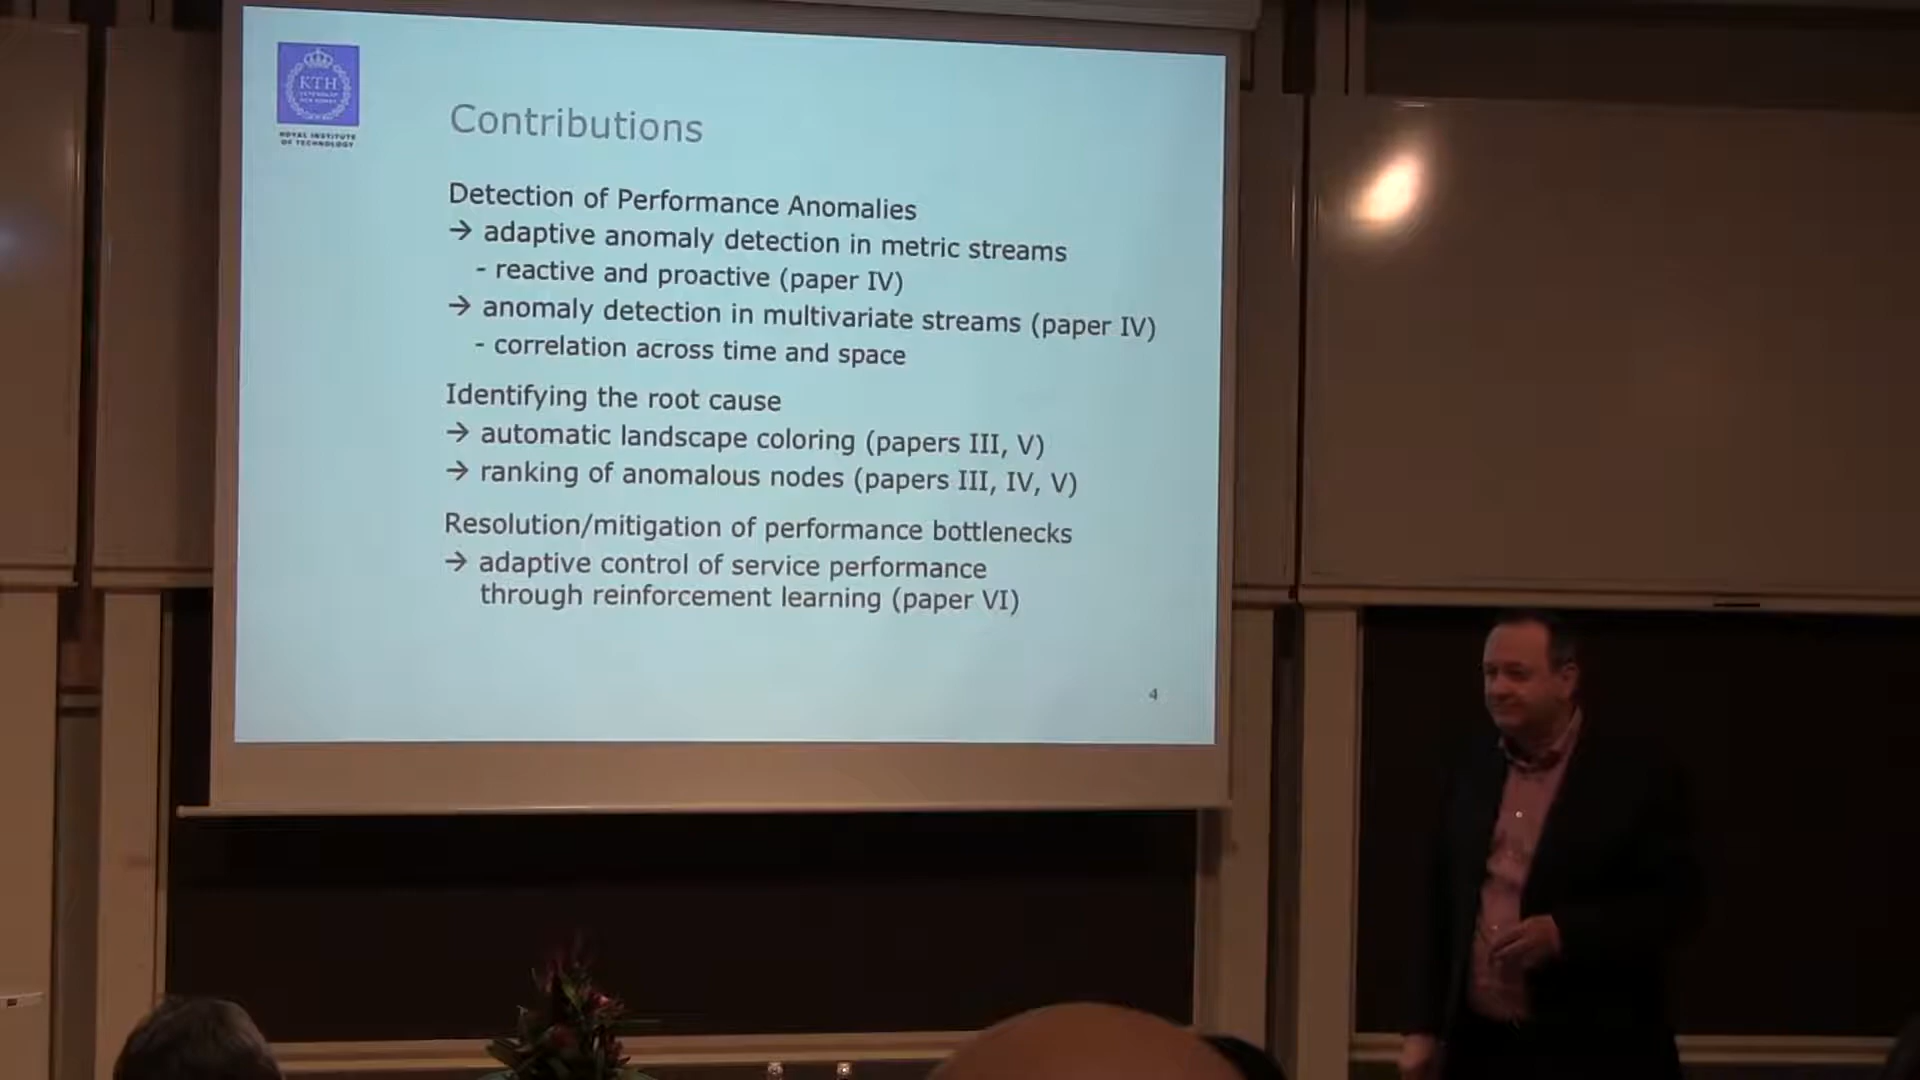 KTH
ROYAL INSTITUTE
OF TECHNOLOGY
Contributions
Detection of Performance Anomalies
→ adaptive anomaly detection in metric streams
- reactive and proactive (paper IV)
→ anomaly detection in multivariate streams (paper IV)
- correlation across time and space
Identifying the root cause
→ automatic landscape coloring (papers III, V)
→ ranking of anomalous nodes (papers III, IV, V)
Resolution/mitigation of performance bottlenecks
→ adaptive control of service performance
through reinforcement learning (paper VI)
4